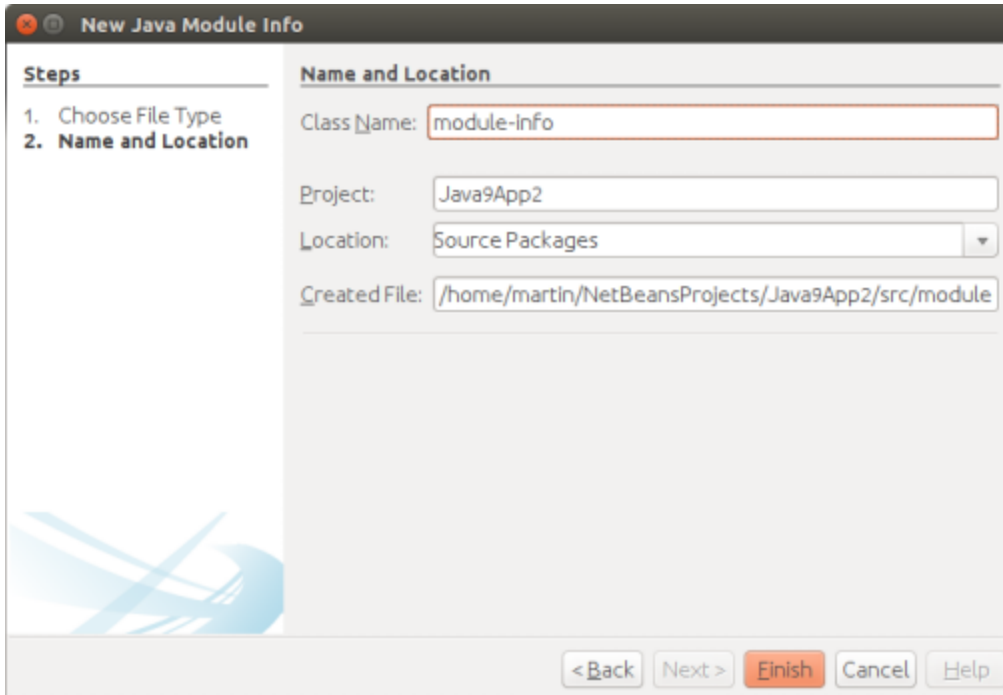 New Java Module Info
Steps
1. Choose File Type
2. Name and Location
Name and Location
Class Name: module-info
Project: Java9App2
Location: Source Packages
Created File: /home/martin/NetBeansProjects/Java9App2/src/module
< Back Next > Finish Cancel Help